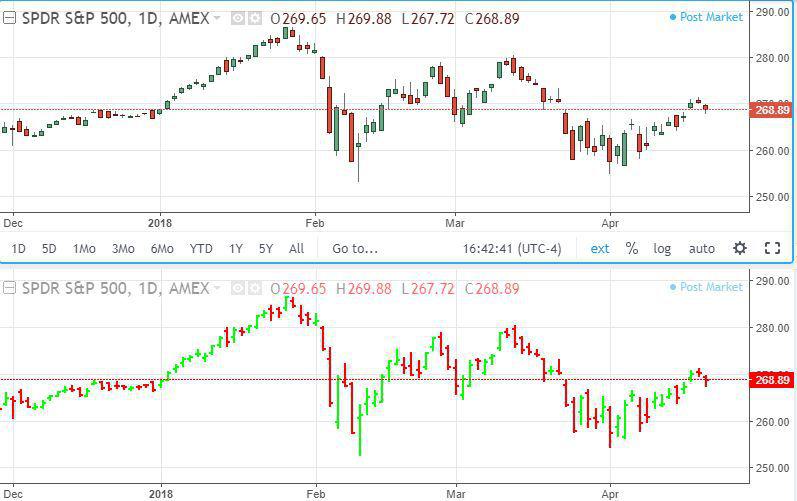 SPDR S&P 500, 1D, AMEX O269.65 H269.88 L267.72 C268.89
Post Market
290.00
280.00
268.89
260.00
250.00
Dec 2018 Feb Mar Apr
1D 5D 1Mo 3Mo 6Mo YTD 1Y 5Y All Go to... 16:42:41 (UTC-4) ext % log auto
SPDR S&P 500, 1D, AMEX O269.65 H269.88 L267.72 C268.89
Post Market
290.00
280.00
268.89
260.00
250.00
Dec 2018 Feb Mar Apr